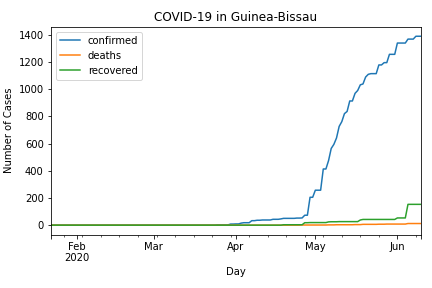 COVID-19 in Guinea-Bissau
confirmed
deaths
recovered
Number of Cases
1400
1200
1000
800
600
400
200
0
Feb
2020
Mar
Apr
May
Jun
Day